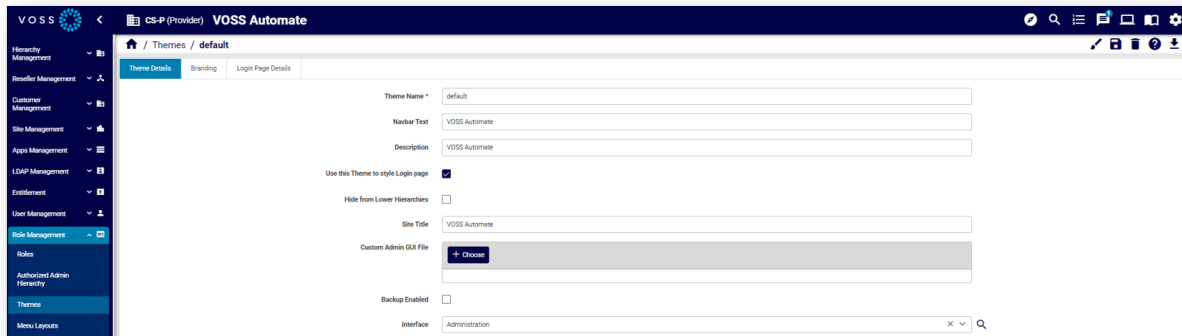 VOSS
CS-P (Provider) VOSS Automate
1
/ Themes / default
Hierarchy
Management
Reseller Management
Customer
Management
Site Management
Apps Management
LDAP Management
Entitlement
User Management
Role Management
Roles
Authorized Admin
Hierarchy
Themes
Menu Layouts
Theme Details Branding Login Page Details
Theme Name * default
Navbar Text VOSS Automate
Description VOSS Automate
Use this Theme to style Login page
Hide from Lower Hierarchies
Site Title VOSS Automate
Custom Admin GUI File
+ Choose
Backup Enabled
Interface Administration